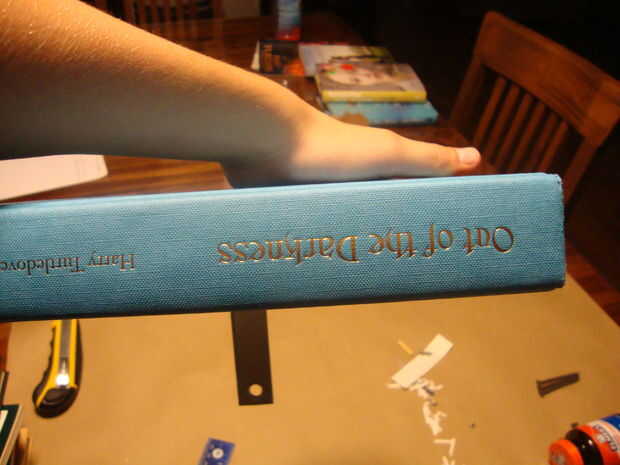 Out of the Darkness
Harry Turtledove